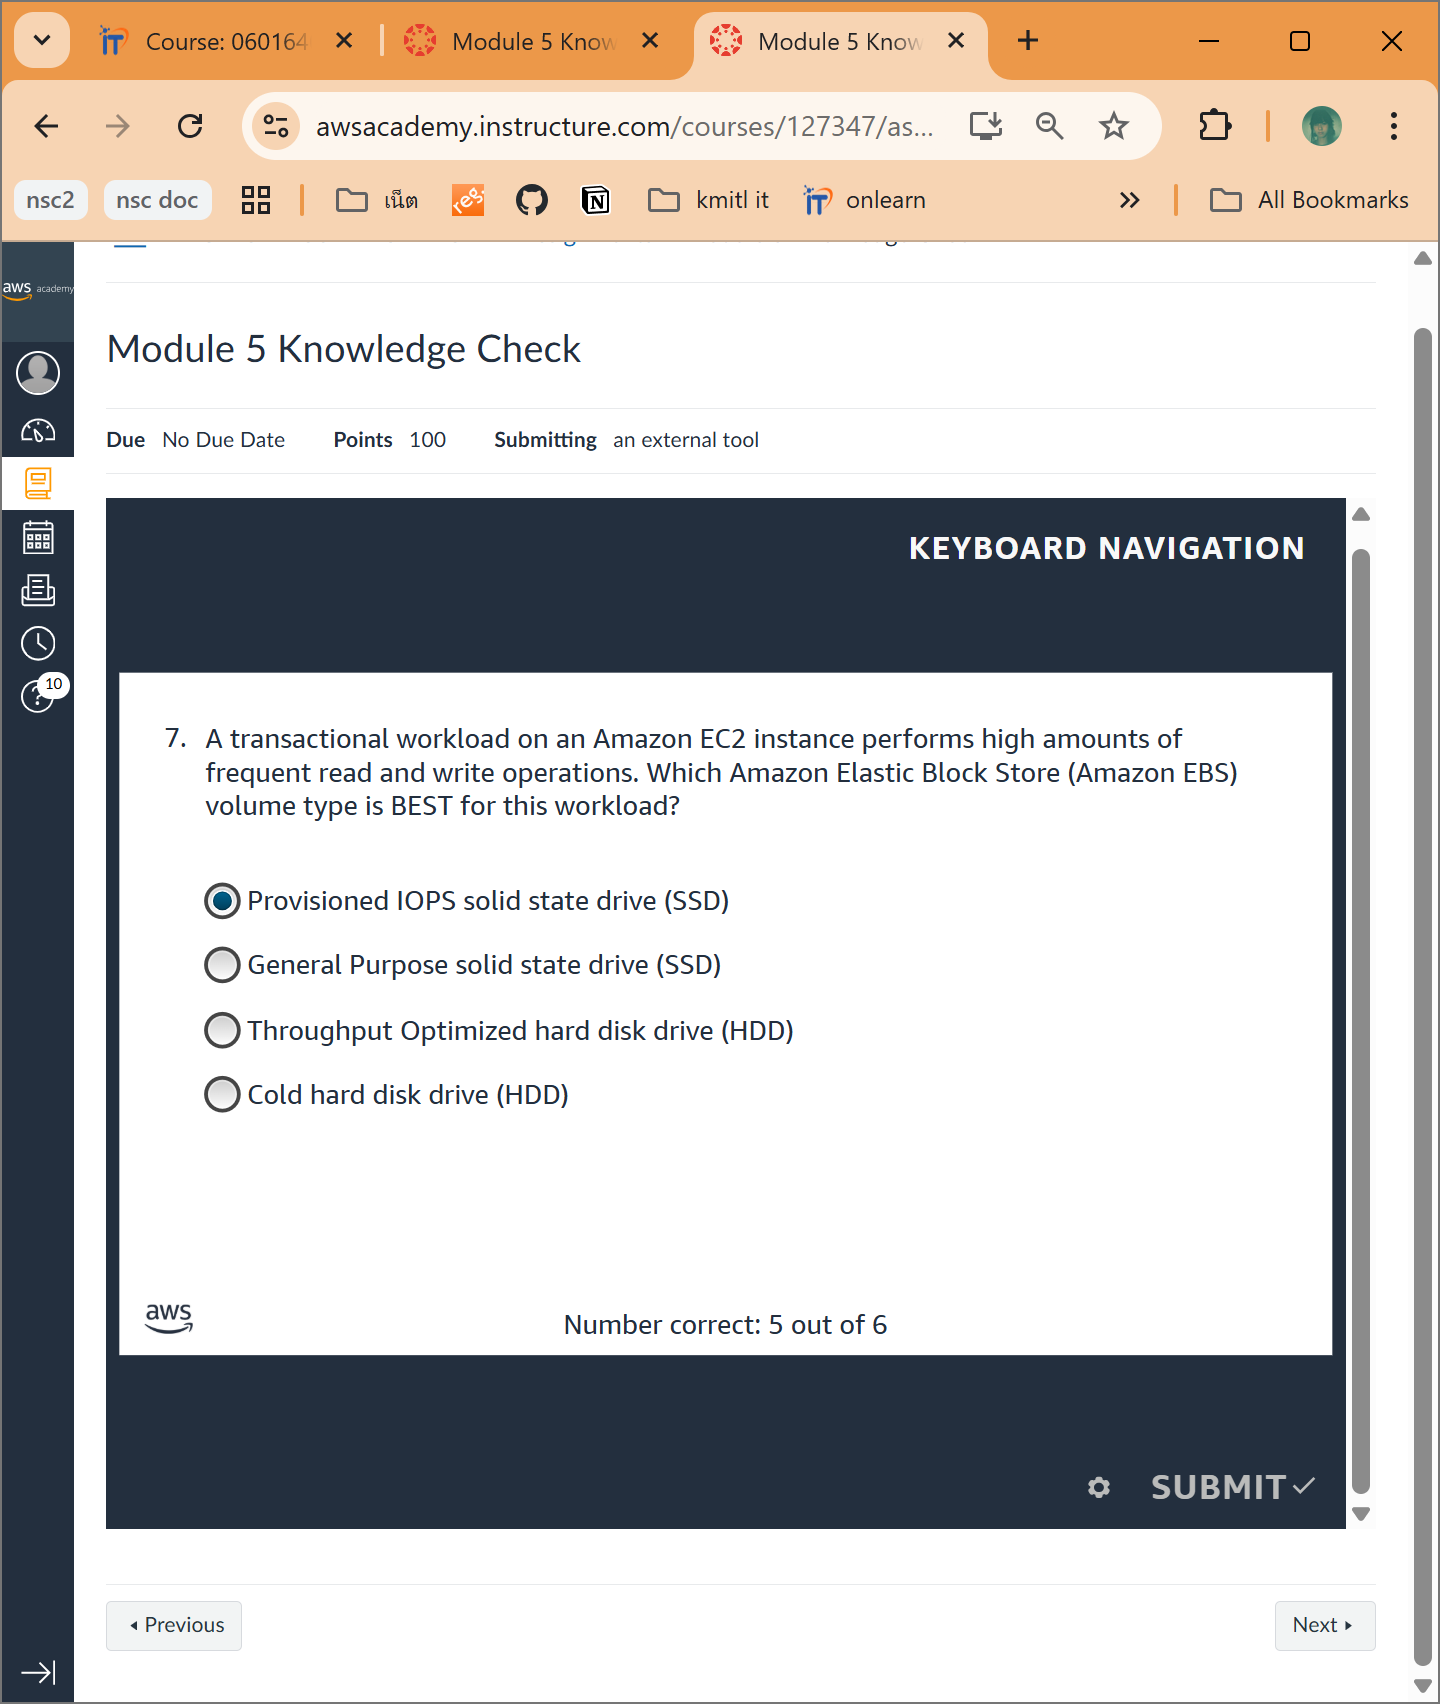 Course: 060164
Module 5 Know
Module 5 Know
awsacademy.instructure.com/courses/127347/as...
nsc2
nsc doc
เน็ต
reg
N
kmitl it
iT onlearn
All Bookmarks
aws academy
Module 5 Knowledge Check
Due No Due Date Points 100 Submitting an external tool
10
KEYBOARD NAVIGATION
7. A transactional workload on an Amazon EC2 instance performs high amounts of
frequent read and write operations. Which Amazon Elastic Block Store (Amazon EBS)
volume type is BEST for this workload?
Provisioned IOPS solid state drive (SSD)
General Purpose solid state drive (SSD)
Throughput Optimized hard disk drive (HDD)
Cold hard disk drive (HDD)
aws
Number correct: 5 out of 6
SUBMIT
Previous
Next